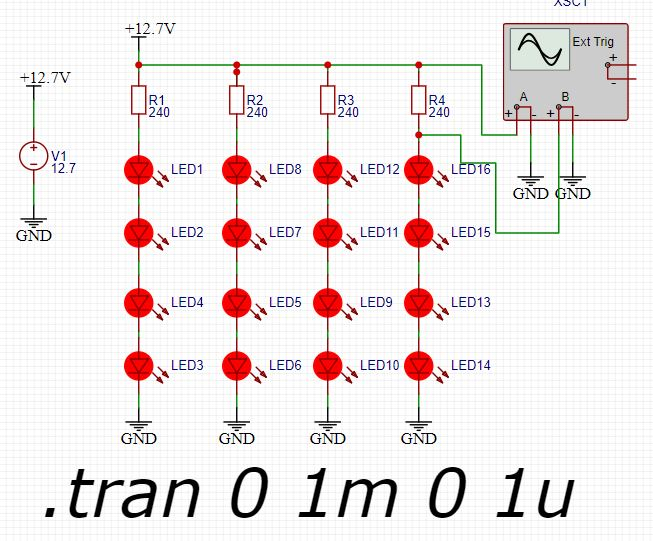 XSC1
+12.7V
Ext Trig
+
+12.7V
A
B
R1
240
R2
240
R3
240
R4
240
+ - + -
V1
12.7
LED1
LED8
LED12
LED16
GND
GND
GND
LED2
LED7
LED11
LED15
LED4
LED5
LED9
LED13
LED3
LED6
LED10
LED14
GND
GND
GND
GND
.tran 0 1m 0 1u